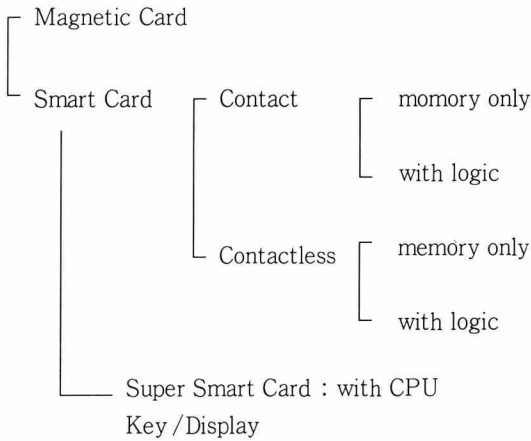 Magnetic Card
Smart Card Contact momory only
with logic
Contactless memory only
with logic
Super Smart Card : with CPU
Key / Display